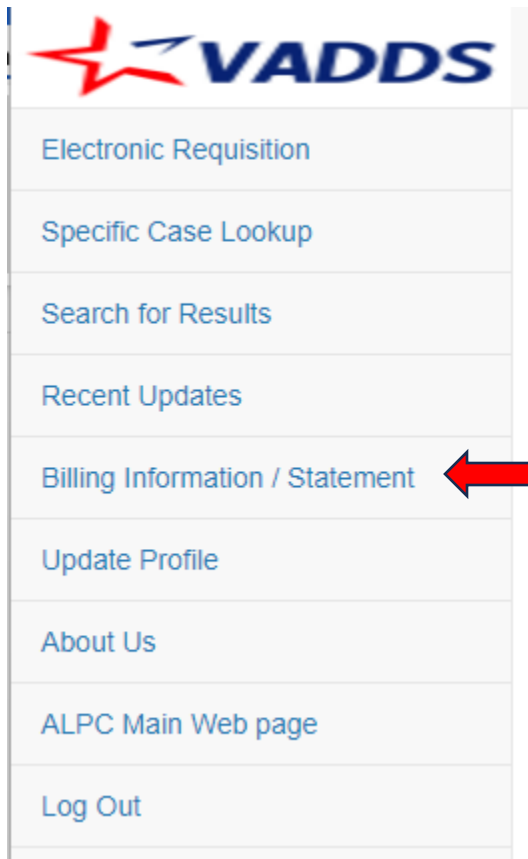 VADDS
Electronic Requisition
Specific Case Lookup
Search for Results
Recent Updates
Billing Information / Statement
Update Profile
About Us
ALPC Main Web page
Log Out